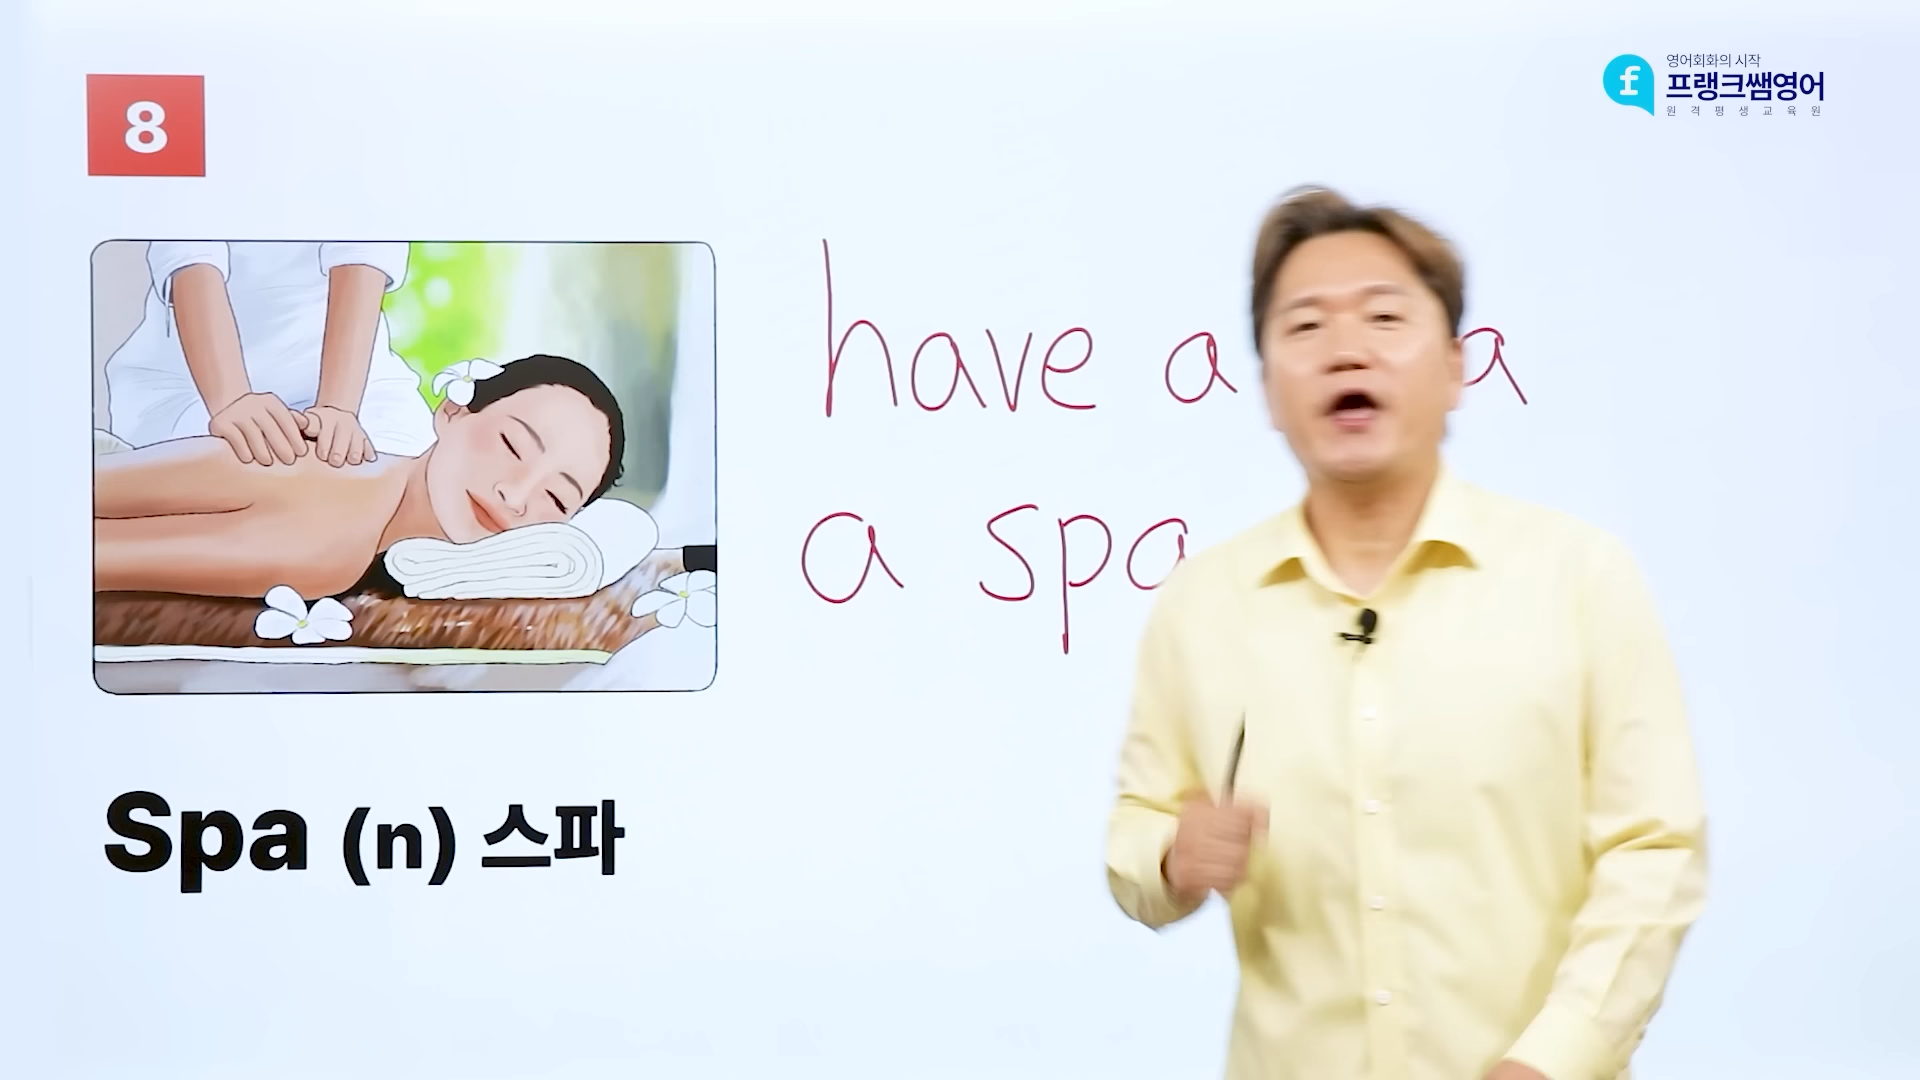 8
영어회화의 시작
프랭크쌤영어
원격평생교육원
have a
a spa
Spa (n) 스파